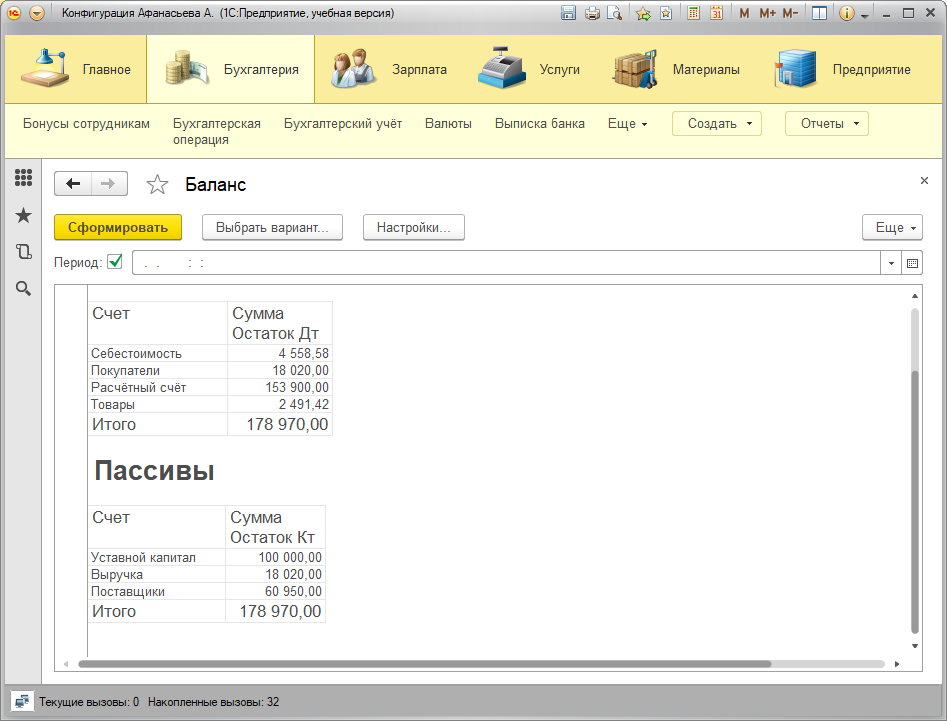 Конфигурация Афанасьева А. (1С:Предприятие, учебная версия)
M M+ M-
Главное
Бухгалтерия
Зарплата
Услуги
Материалы
Предприятие
Бонусы сотрудникам
Бухгалтерская
операция
Бухгалтерский учёт
Валюты
Выписка банка
Еще
Создать
Отчеты
Баланс
Сформировать
Выбрать вариант...
Настройки...
Еще
Период:
. . : :
Счет
Сумма
Остаток Дт
Себестоимость 4 558,58
Покупатели 18 020,00
Расчётный счёт 153 900,00
Товары 2 491,42
Итого 178 970,00
Пассивы
Счет
Сумма
Остаток Кт
Уставной капитал 100 000,00
Выручка 18 020,00
Поставщики 60 950,00
Итого 178 970,00
Текущие вызовы: 0 Накопленные вызовы: 32